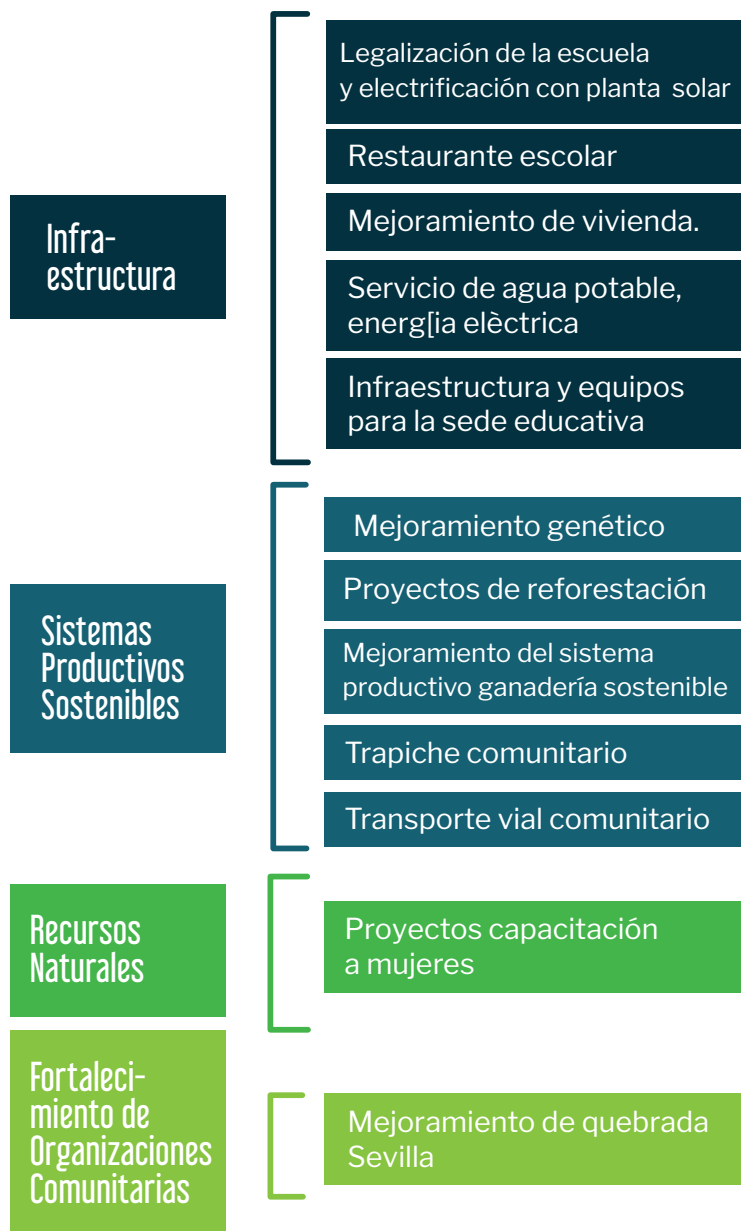 Infra-
estructura
Legalización de la escuela
y electrificación con planta solar
Restaurante escolar
Mejoramiento de vivienda.
Servicio de agua potable,
energ[ia elèctrica
Infraestructura y equipos
para la sede educativa
Sistemas
Productivos
Sostenibles
Mejoramiento genético
Proyectos de reforestación
Mejoramiento del sistema
productivo ganadería sostenible
Trapiche comunitario
Transporte vial comunitario
Recursos
Naturales
Proyectos capacitación
a mujeres
Fortaleci-
miento de
Organizaciones
Comunitarias
Mejoramiento de quebrada
Sevilla